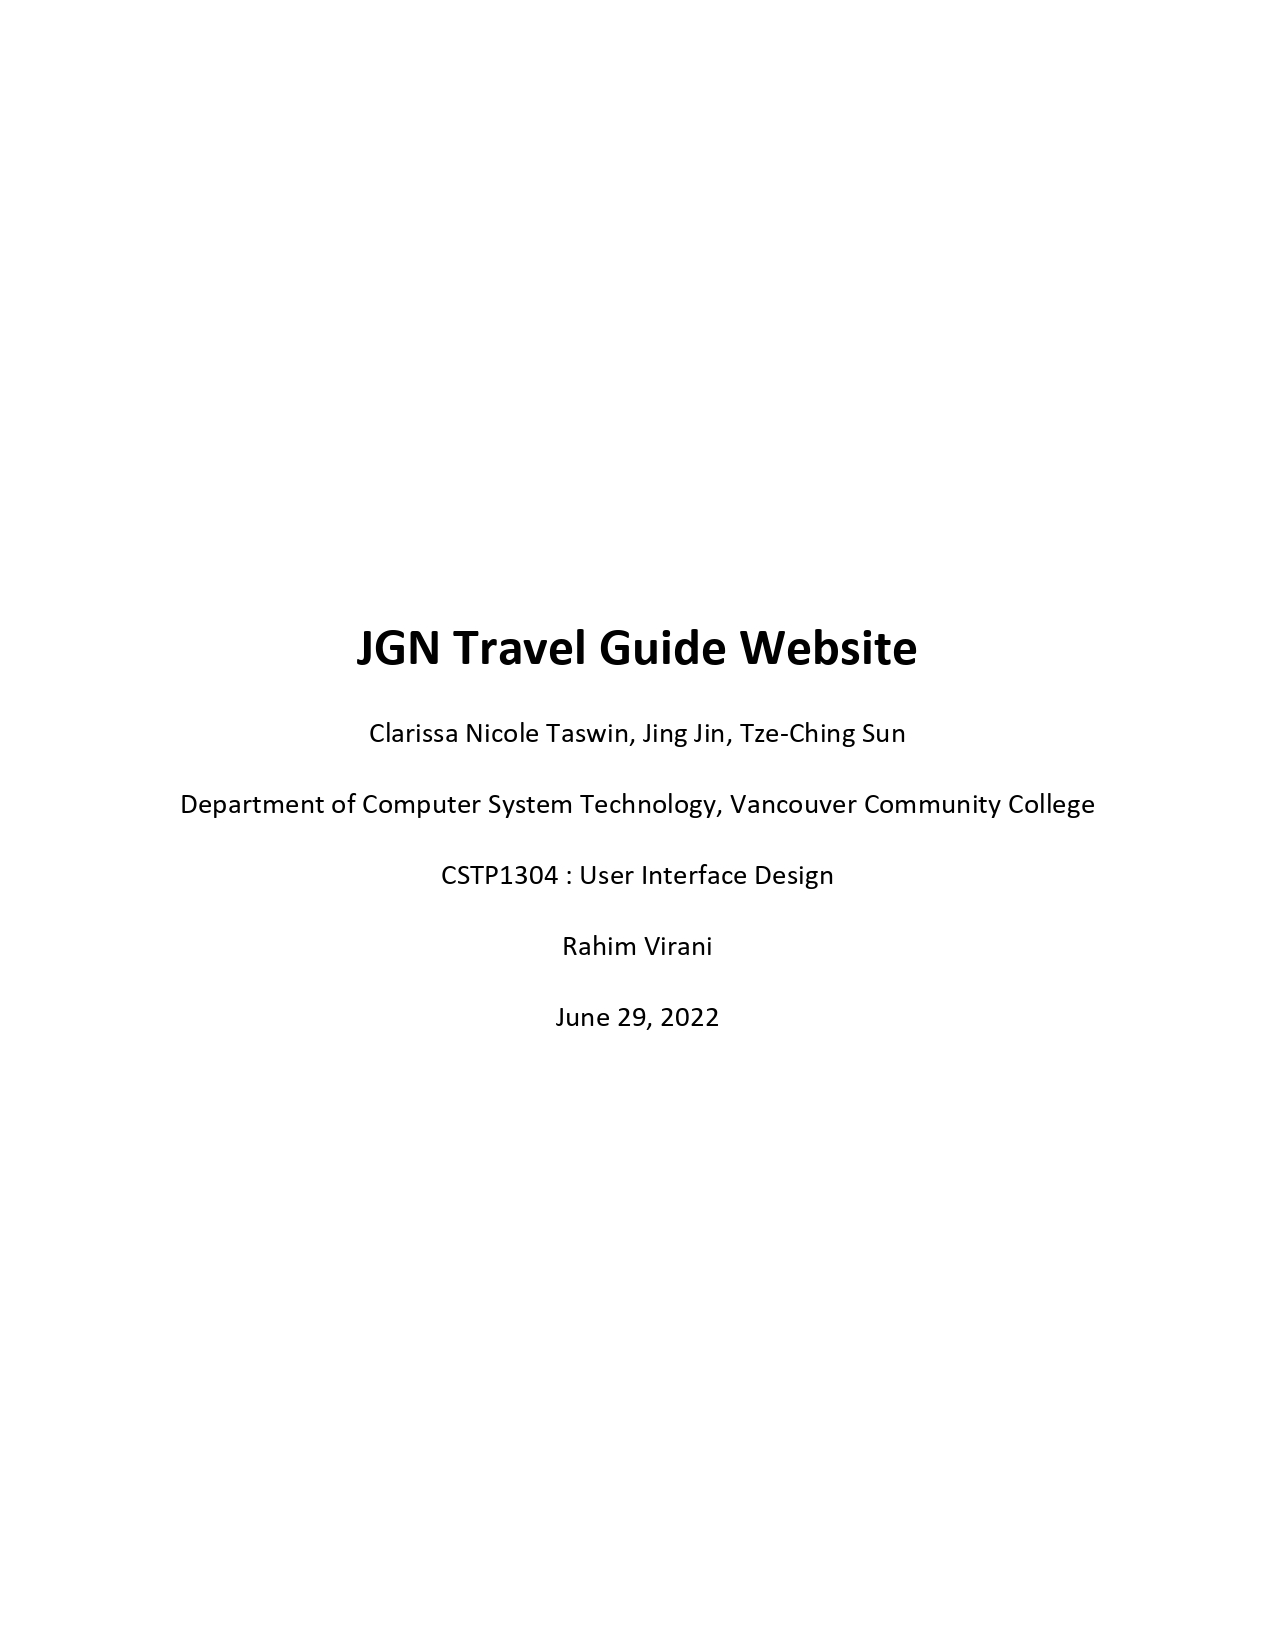 JGN Travel Guide Website
Clarissa Nicole Taswin, Jing Jin, Tze-Ching Sun
Department of Computer System Technology, Vancouver Community College
CSTP1304 : User Interface Design
Rahim Virani
June 29, 2022